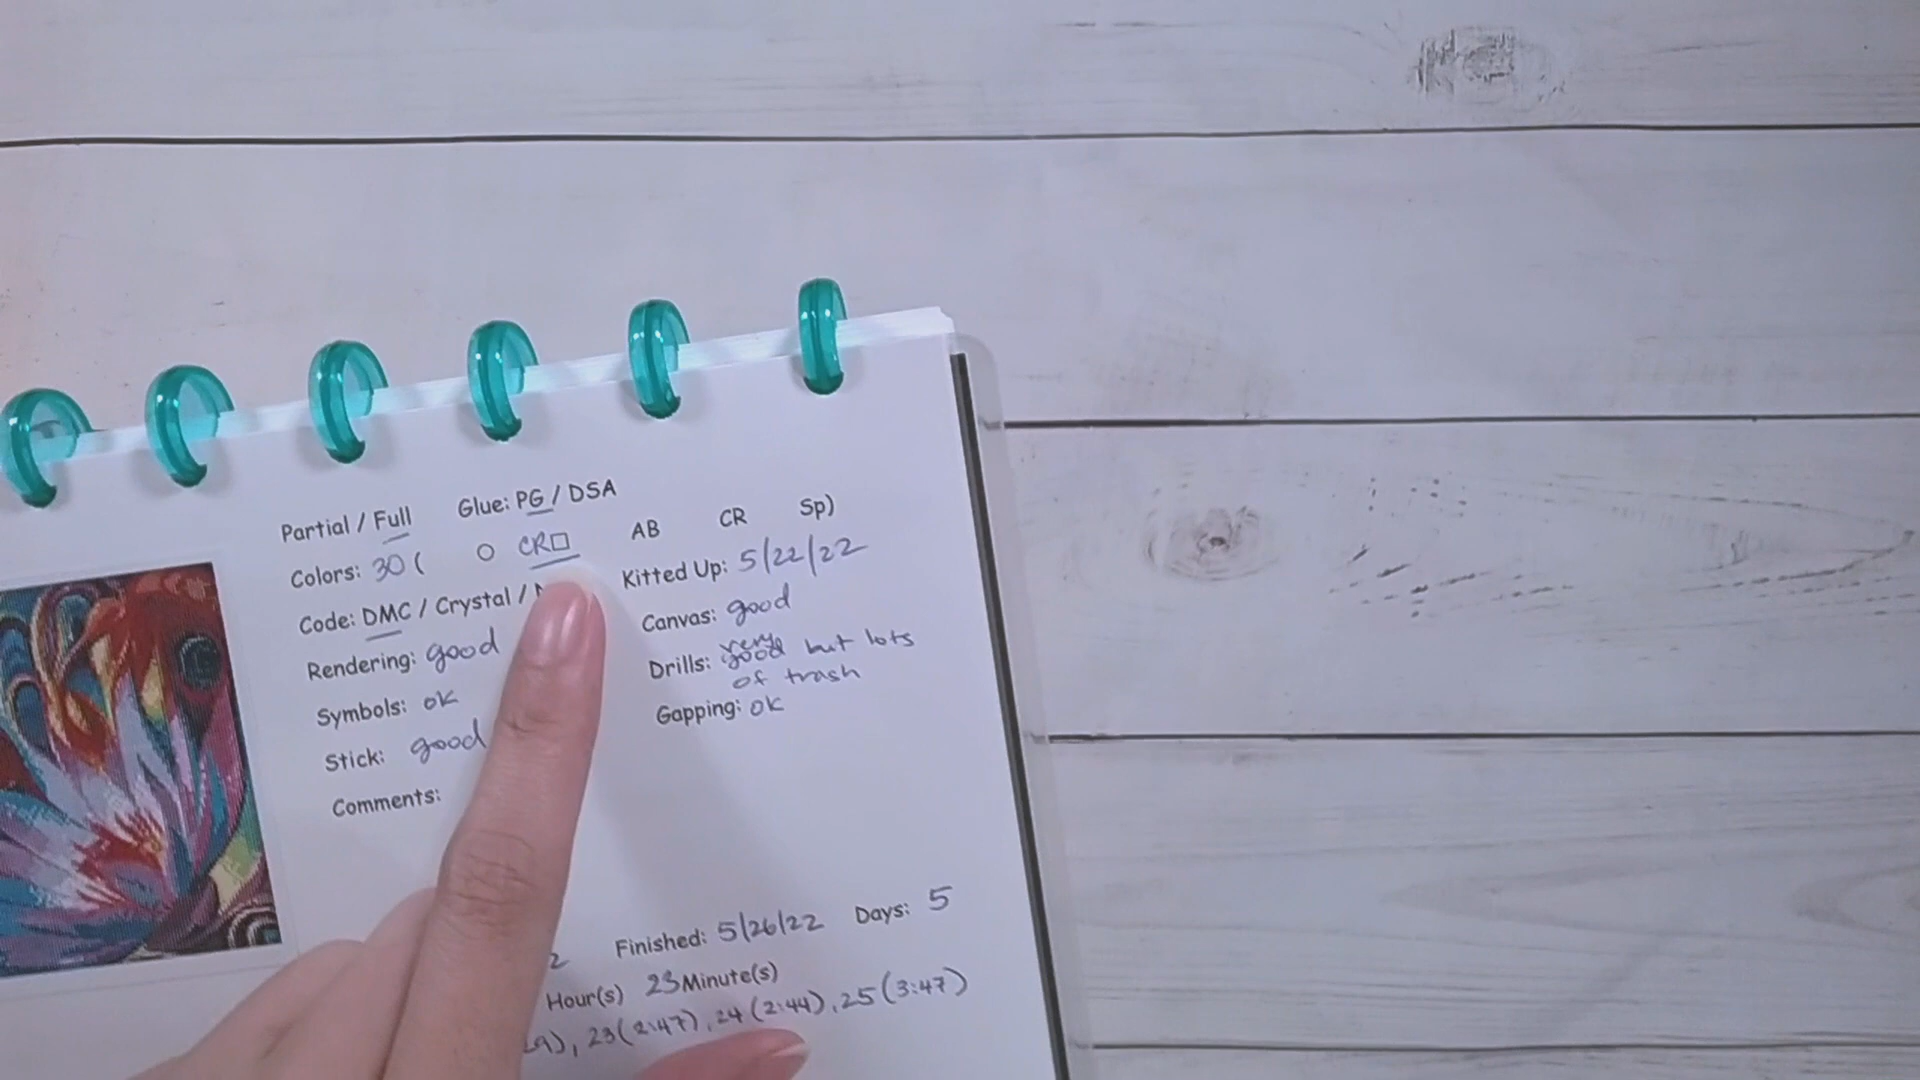 Partial / Full Glue: PG / DSA
Colors: 30 ( ○ CR□ AB CR Sp)
Code: DMC / Crystal / Kitted Up: 5/22/22
Rendering: good Canvas: good
Symbols: ok Drills: very good but lots
of trash
Stick: good Gapping: ok
Comments:
2 Finished: 5/26/22 Days: 5
Hour(s) 23 Minute(s)
29), 23(2:47), 24(2:44), 25(3:47)